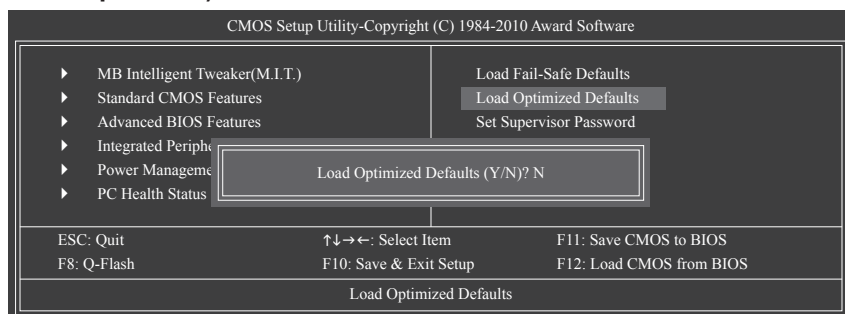 CMOS Setup Utility-Copyright (C) 1984-2010 Award Software
MB Intelligent Tweaker(M.I.T.)
Standard CMOS Features
Advanced BIOS Features
Integrated Periphe
Power Manageme
PC Health Status
Load Fail-Safe Defaults
Load Optimized Defaults
Set Supervisor Password
Load Optimized Defaults (Y/N)? N
ESC: Quit ↑↓→←: Select Item F11: Save CMOS to BIOS
F8: Q-Flash F10: Save & Exit Setup F12: Load CMOS from BIOS
Load Optimized Defaults